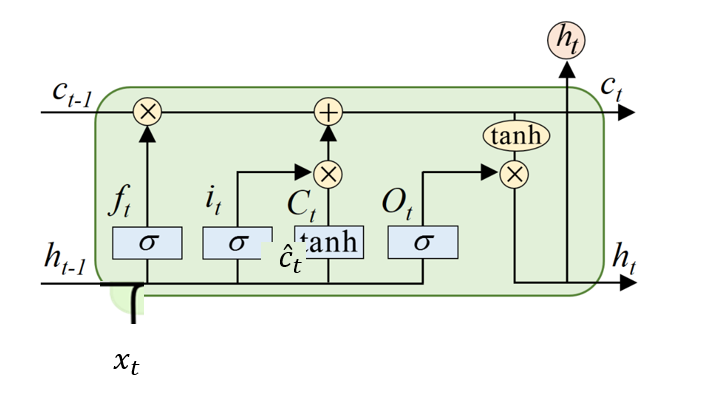 h_t
c_{t-1}
c_t
×
+
tanh
×
×
f_t
i_t
C_t
O_t
σ
σ
tanh
σ
h_{t-1}
ĉ_t
h_t
x_t